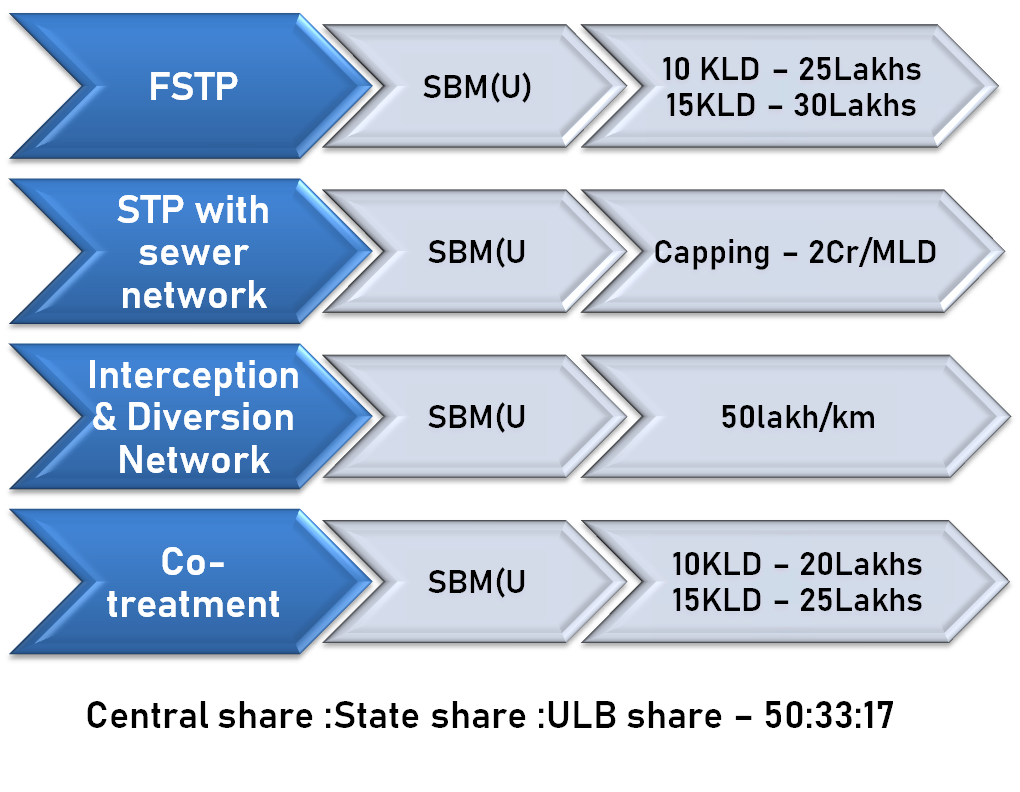 FSTP
SBM(U)
10 KLD – 25Lakhs
15KLD – 30Lakhs
STP with
sewer
network
SBM(U
Capping – 2Cr/MLD
Interception
& Diversion
Network
SBM(U
50lakh/km
Co-
treatment
SBM(U
10KLD – 20Lakhs
15KLD – 25Lakhs
Central share :State share :ULB share – 50:33:17